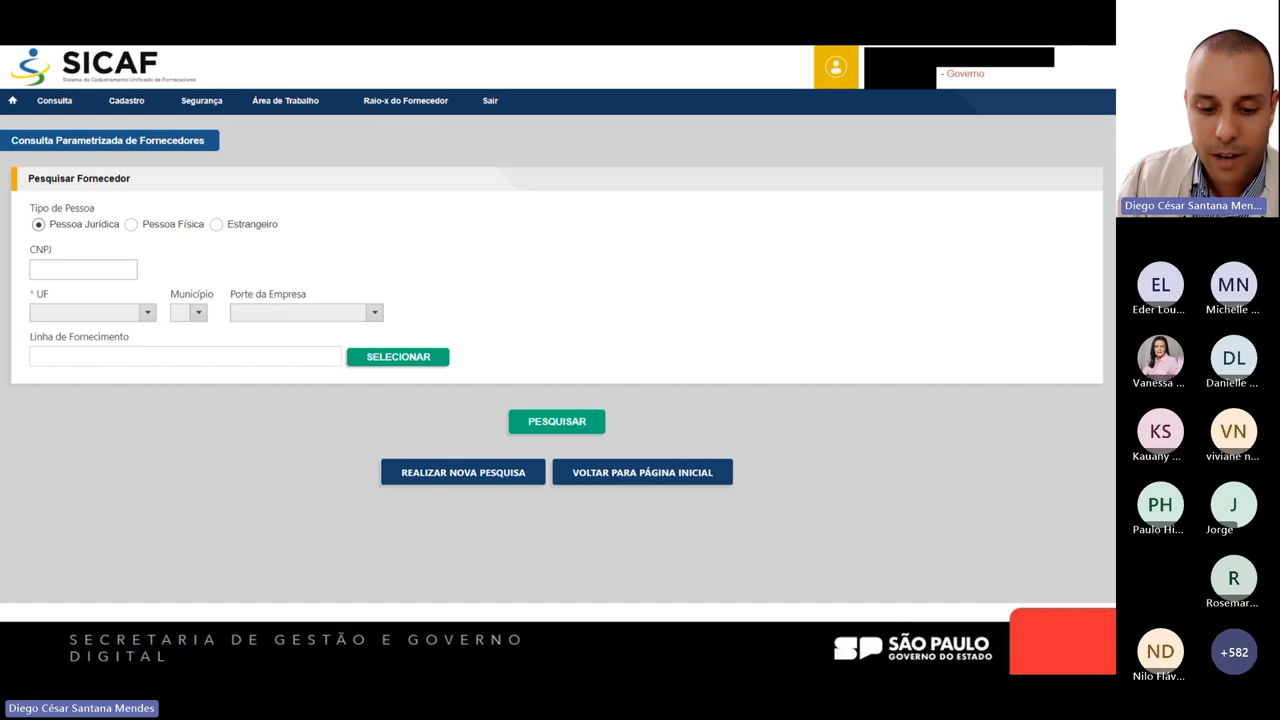 SICAF
Sistema de Cadastramento Unificado de Fornecedores
- Governo
Consulta
Cadastro
Segurança
Área de Trabalho
Raio-x do Fornecedor
Sair
Consulta Parametrizada de Fornecedores
Pesquisar Fornecedor
Tipo de Pessoa
Pessoa Jurídica
Pessoa Física
Estrangeiro
CNPJ
* UF
Município
Porte da Empresa
Linha de Fornecimento
SELECIONAR
PESQUISAR
REALIZAR NOVA PESQUISA
VOLTAR PARA PÁGINA INICIAL
SECRETARIA DE GESTÃO E GOVERNO
DIGITAL
SP
SÃO PAULO
GOVERNO DO ESTADO
Diego César Santana Mendes
Diego César Santana Men...
EL
Eder Lou...
MN
Michelle ...
Vanessa ...
DL
Danielle ...
KS
Kauany ...
VN
viviane n...
PH
Paulo Hi...
J
Jorge
R
Rosemar...
ND
Nilo Fláv...
+582